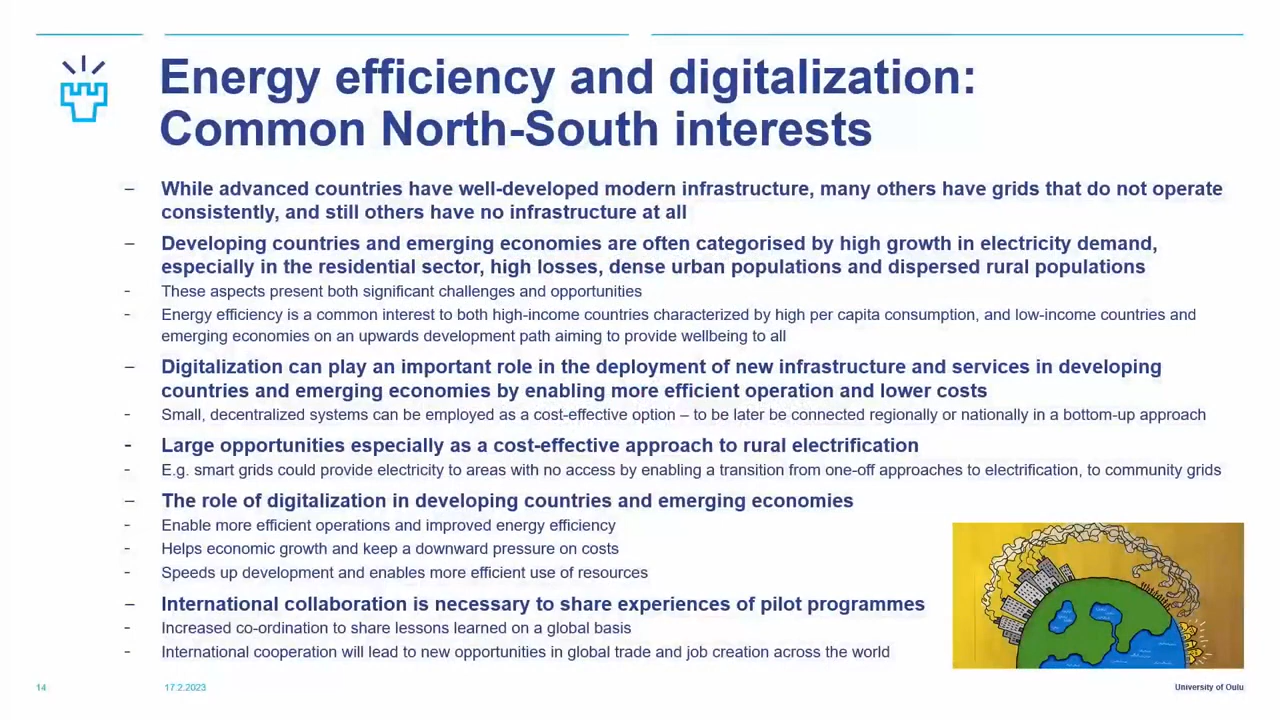 Energy efficiency and digitalization:
Common North-South interests
– While advanced countries have well-developed modern infrastructure, many others have grids that do not operate
consistently, and still others have no infrastructure at all
– Developing countries and emerging economies are often categorised by high growth in electricity demand,
especially in the residential sector, high losses, dense urban populations and dispersed rural populations
- These aspects present both significant challenges and opportunities
- Energy efficiency is a common interest to both high-income countries characterized by high per capita consumption, and low-income countries and
emerging economies on an upwards development path aiming to provide wellbeing to all
– Digitalization can play an important role in the deployment of new infrastructure and services in developing
countries and emerging economies by enabling more efficient operation and lower costs
- Small, decentralized systems can be employed as a cost-effective option – to be later be connected regionally or nationally in a bottom-up approach
- Large opportunities especially as a cost-effective approach to rural electrification
- E.g. smart grids could provide electricity to areas with no access by enabling a transition from one-off approaches to electrification, to community grids
– The role of digitalization in developing countries and emerging economies
- Enable more efficient operations and improved energy efficiency
- Helps economic growth and keep a downward pressure on costs
- Speeds up development and enables more efficient use of resources
– International collaboration is necessary to share experiences of pilot programmes
- Increased co-ordination to share lessons learned on a global basis
- International cooperation will lead to new opportunities in global trade and job creation across the world
14
17.2.2023
University of Oulu